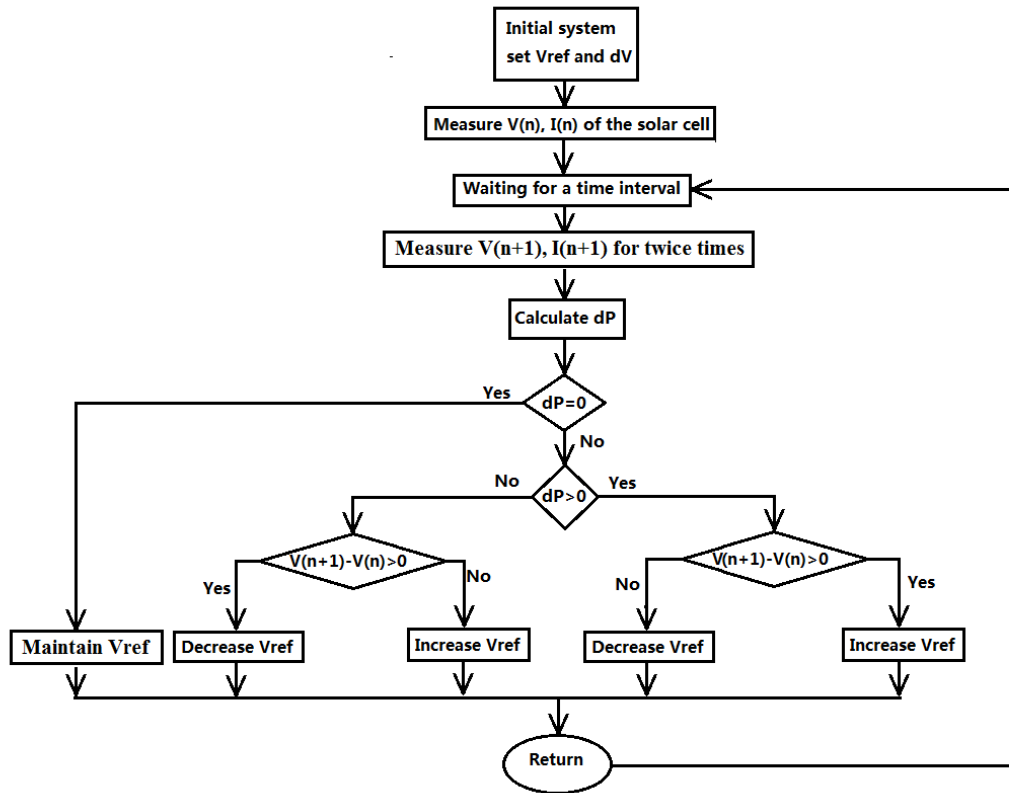 Initial system
set Vref and dV
Measure V(n), I(n) of the solar cell
Waiting for a time interval
Measure V(n+1), I(n+1) for twice times
Calculate dP
Yes
dP=0
No
No
dP>0
Yes
V(n+1)-V(n)>0
V(n+1)-V(n)>0
Yes
No
No
Yes
Maintain Vref
Decrease Vref
Increase Vref
Decrease Vref
Increase Vref
Return